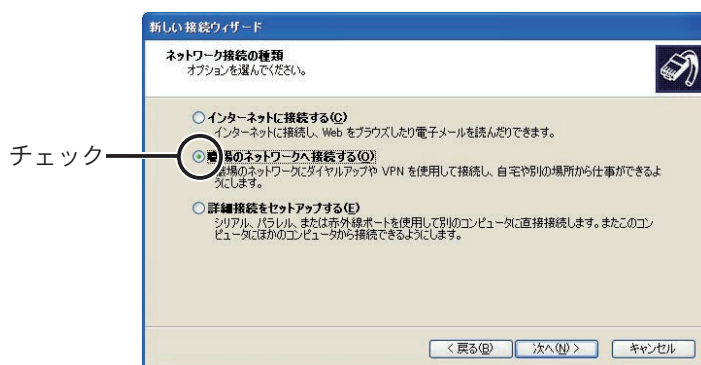 新しい接続ウィザード
ネットワーク接続の種類
オプションを選んでください。
インターネットに接続する(C)
インターネットに接続し、Web をブラウズしたり電子メールを読んだりできます。
チェック
職場のネットワークへ接続する(O)
職場のネットワークにダイヤルアップや VPN を使用して接続し、自宅や別の場所から仕事ができるよ
うにします。
詳細接続をセットアップする(E)
シリアル、パラレル、または赤外線ポートを使用して別のコンピュータに直接接続します。またこのコン
ピュータにほかのコンピュータから接続できるようにします。
< 戻る(B)
次へ(N) >
キャンセル